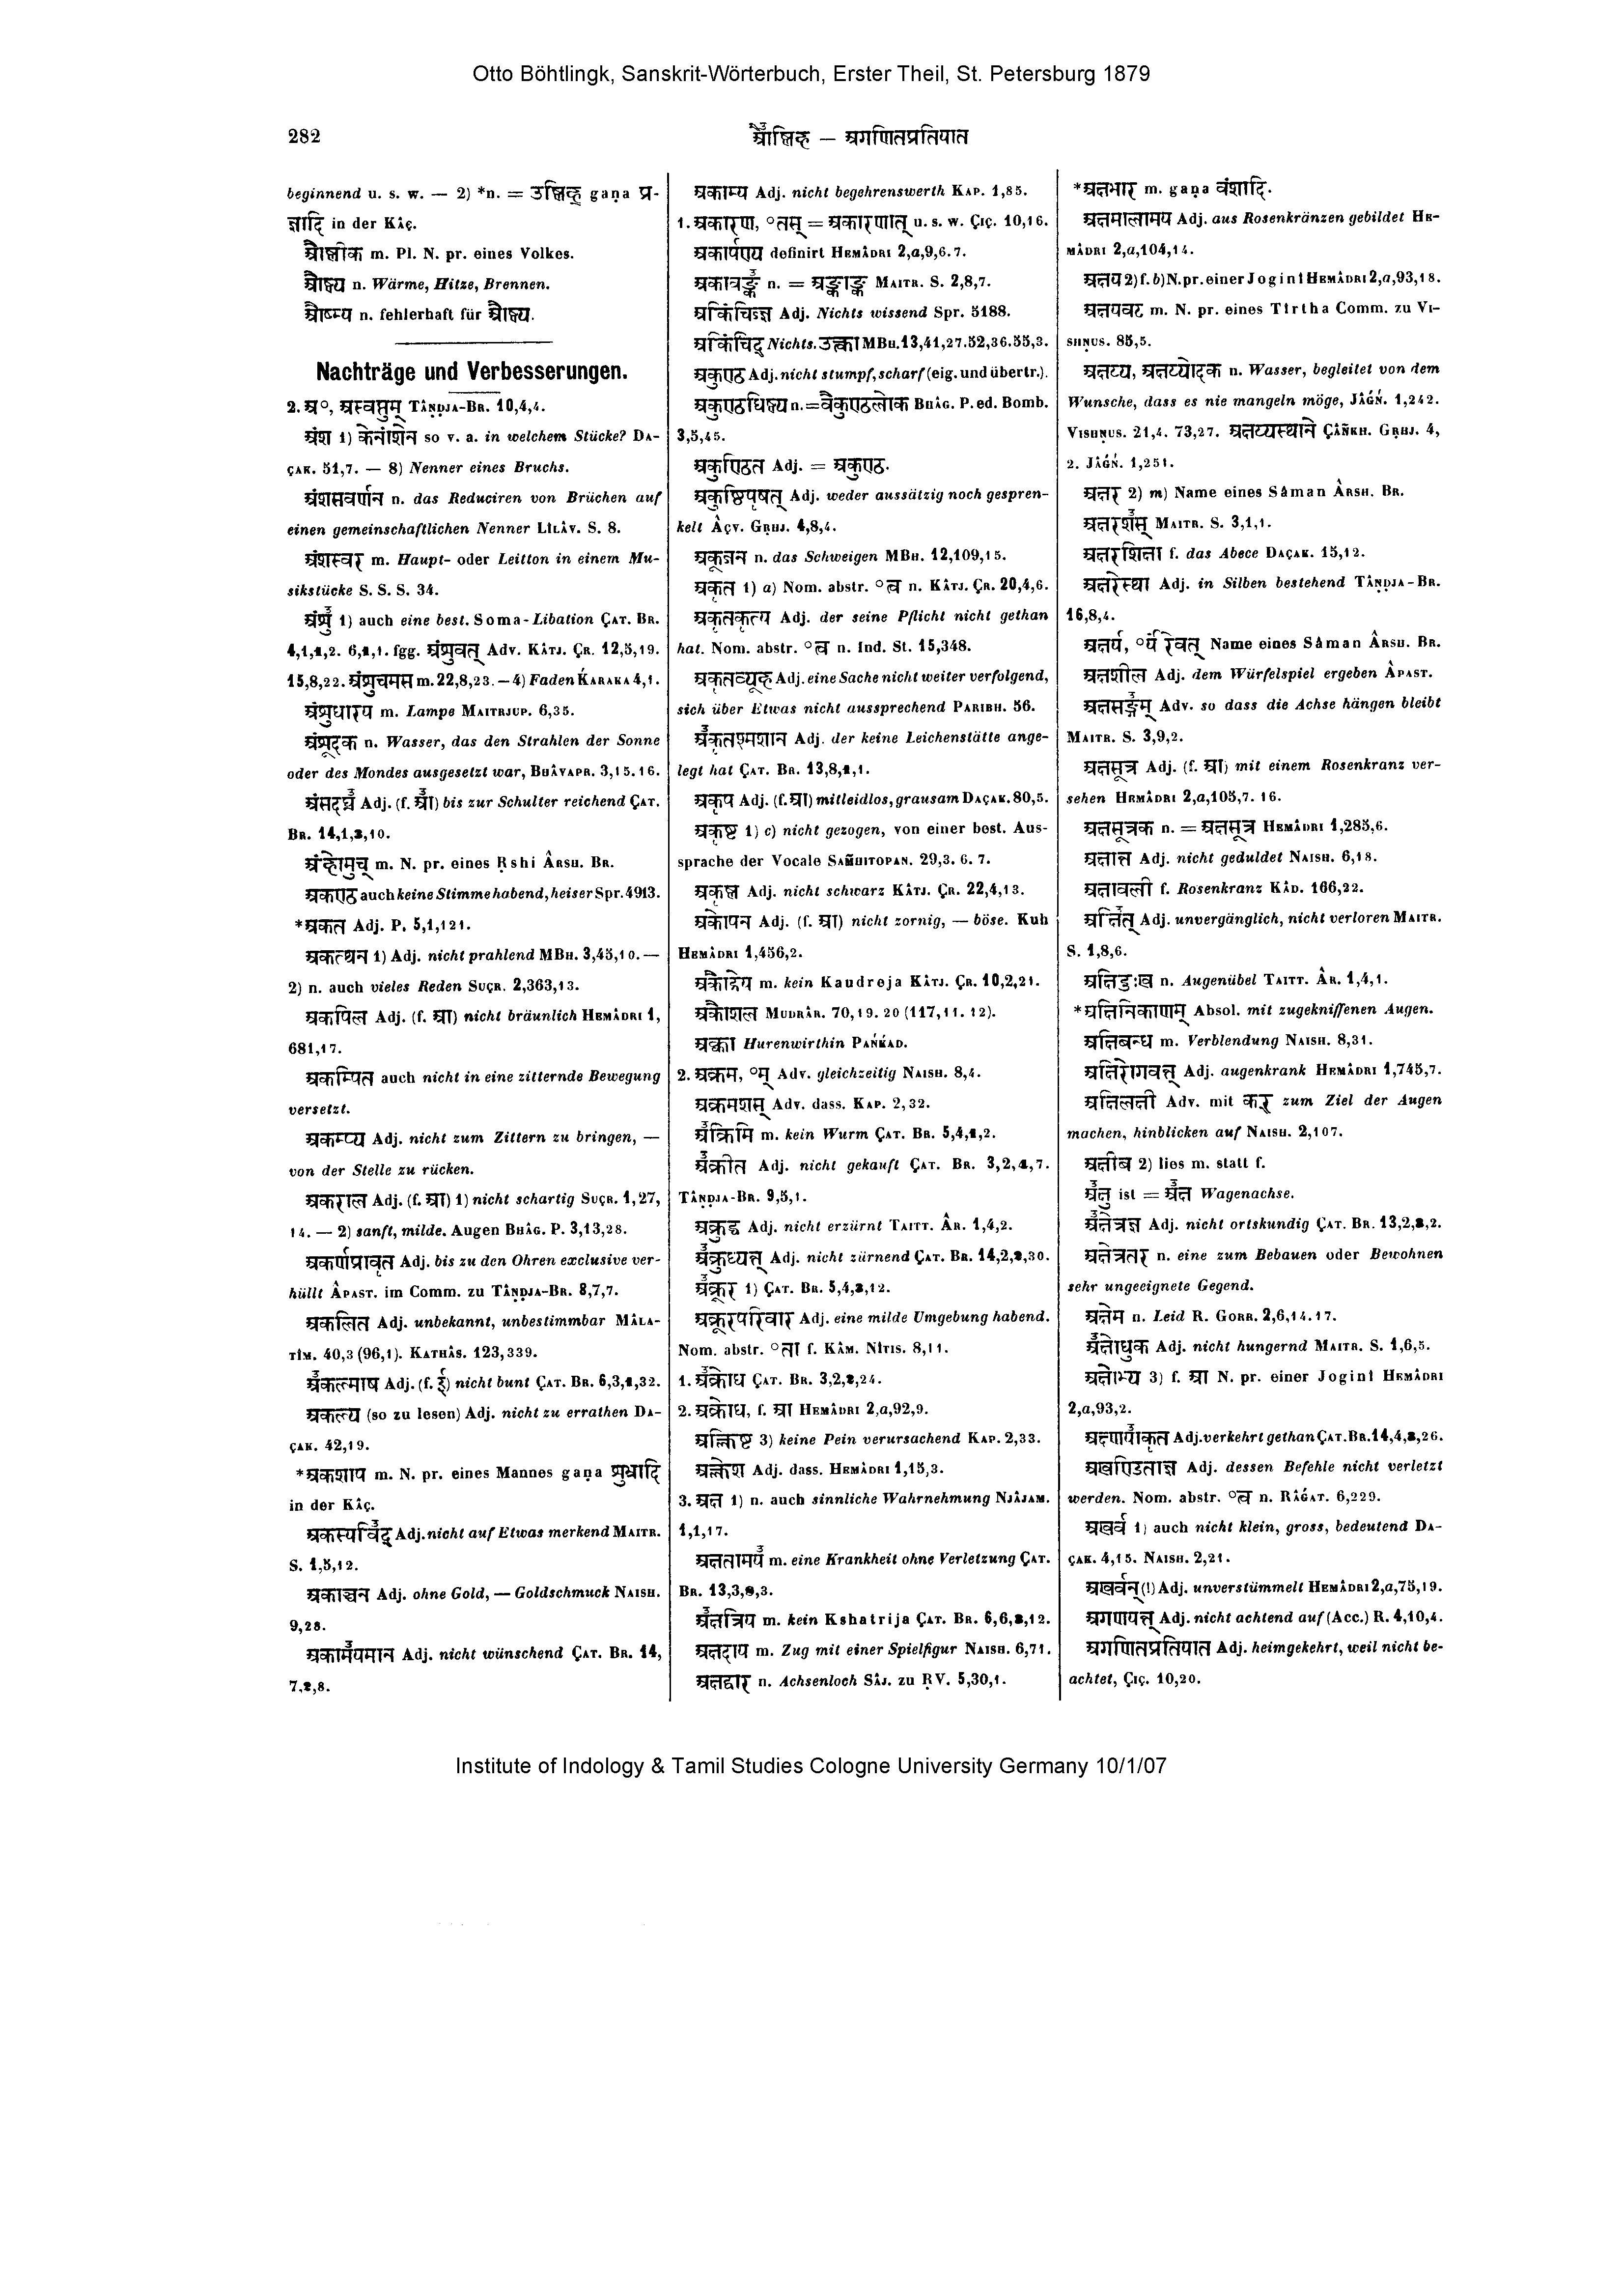 Otto Böhtlingk, Sanskrit-Wörterbuch, Erster Theil, St. Petersburg 1879
282
औष्णिह — अगणितप्रतियात
beginnend u. s. w. — 2) *n. = उष्णिह् gaṇa प्र-
ज्ञादि in der Kâç.
औष्णीक m. Pl. N. pr. eines Volkes.
औष्ण्य n. Wärme, Hitze, Brennen.
औष्म्य n. fehlerhaft für औष्ण्य.
Nachträge und Verbesserungen.
2. अ°, अस्वसुम् Tâṇḍja-Br. 10,4,4.
अंश 1) केनांशेन so v. a. in welchem Stücke? Da-
çak. 51,7. — 8) Nenner eines Bruchs.
अंशसवर्णन n. das Reduciren von Brüchen auf
einen gemeinschaftlichen Nenner Lîlâv. S. 8.
अंशस्वर m. Haupt- oder Leitton in einem Mu-
sikstücke S. S. S. 34.
अंशु 1) auch eine best. Soma-Libation Çat. Br.
4,1,1,2. 6,1,1. fgg. अंशुवत् Adv. Kâtj. Çr. 12,5,19.
15,8,22. अंशुचमस m. 22,8,23. — 4) Faden Karaka 4,1.
अंशुधारय m. Lampe Maitrjup. 6,35.
अंशूदक n. Wasser, das den Strahlen der Sonne
oder des Mondes ausgesetzt war, Bhâvapr. 3,15.16.
अंसदघ्न Adj. (f. आ) bis zur Schulter reichend Çat.
Br. 14,1,3,10.
अंहोमुच् m. N. pr. eines Ṛshi Ârsh. Br.
अकण्ठ auch keine Stimme habend, heiser Spr. 4913.
*अकत Adj. P. 5,1,121.
अकत्थन 1) Adj. nicht prahlend MBh. 3,45,10. —
2) n. auch vieles Reden Suçr. 2,363,13.
अकपिल Adj. (f. आ) nicht bräunlich Hemâdri 1,
681,17.
अकम्पित auch nicht in eine zitternde Bewegung
versetzt.
अकम्प्य Adj. nicht zum Zittern zu bringen, —
von der Stelle zu rücken.
अकराल Adj. (f. आ) 1) nicht schartig Suçr. 1,27,
14. — 2) sanft, milde. Augen Bhâg. P. 3,13,28.
अकर्णप्रावृत Adj. bis zu den Ohren exclusive ver-
hüllt Âpast. im Comm. zu Tâṇḍja-Br. 8,7,7.
अकलित Adj. unbekannt, unbestimmbar Mâla-
tîm. 40,3 (96,1). Kathâs. 123,339.
अकल्माष Adj. (f. ई) nicht bunt Çat. Br. 6,3,1,32.
अकल्य (so zu lesen) Adj. nicht zu errathen Da-
çak. 42,19.
*अकशाय m. N. pr. eines Mannes gaṇa शुभ्रादि
in der Kâç.
अकस्यविद् Adj. nicht auf Etwas merkend Maitr.
S. 1,5,12.
अकाञ्चन Adj. ohne Gold, — Goldschmuck Naish.
9,28.
अकामयमान Adj. nicht wünschend Çat. Br. 14,
7,2,8.
अकाम्य Adj. nicht begehrenswerth Kap. 1,85.
1. अकारण, °तस् = अकारणात् u. s. w. Çiç. 10,16.
अकार्पण्य definirt Hemâdri 2,a,9,6.7.
अकावङ्क n. = अङ्काङ्क Maitr. S. 2,8,7.
अकिंचिज्ज्ञ Adj. Nichts wissend Spr. 5188.
अकिंचिद् Nichts. उक्ता MBh. 13,41,27.52,36.55,3.
अकुण्ठ Adj. nicht stumpf, scharf (eig. und übertr.).
अकुण्ठधिष्ण्य n. = वैकुण्ठलोक Bhâg. P. ed. Bomb.
3,5,45.
अकुण्ठित Adj. = अकुण्ठ.
अकुष्ठिपृषत् Adj. weder aussätzig noch gespren-
kelt Âçv. Gṛhj. 4,8,4.
अकूजन n. das Schweigen MBh. 12,109,15.
अकृत 1) a) Nom. abstr. °त्व n. Kâtj. Çr. 20,4,6.
अकृतकृत्य Adj. der seine Pflicht nicht gethan
hat. Nom. abstr. °त्व n. Ind. St. 15,348.
अकृतव्यूह Adj. eine Sache nicht weiter verfolgend,
sich über Etwas nicht aussprechend Paribh. 56.
अकृतश्मशान Adj. der keine Leichenstätte ange-
legt hat Çat. Br. 13,8,1,1.
अकृप Adj. (f. आ) mitleidlos, grausam Daçak. 80,5.
अकृष्ट 1) c) nicht gezogen, von einer best. Aus-
sprache der Vocale Sam̃hitopan. 29,3. 6. 7.
अकृष्ण Adj. nicht schwarz Kâtj. Çr. 22,4,13.
अकोपन Adj. (f. आ) nicht zornig, — böse. Kuh
Hemâdri 1,456,2.
अकौद्रेय m. kein Kaudreja Kâtj. Çr. 10,2,21.
अकौशल Mudrâr. 70,19. 20 (117,11. 12).
अक्का Hurenwirthin Pańḱad.
2. अक्रम, °म् Adv. gleichzeitig Naish. 8,4.
अक्रमशस् Adv. dass. Kap. 2,32.
अक्रिमि m. kein Wurm Çat. Br. 5,4,1,2.
अक्रीत Adj. nicht gekauft Çat. Br. 3,2,4,7.
Tâṇḍja-Br. 9,5,1.
अक्रुद्ध Adj. nicht erzürnt Taitt. Âr. 1,4,2.
अक्रुध्यत् Adj. nicht zürnend Çat. Br. 14,2,2,30.
अक्रूर 1) Çat. Br. 5,4,3,12.
अक्रूरपरिवार Adj. eine milde Umgebung habend.
Nom. abstr. °ता f. Kâm. Nîtis. 8,11.
1. अक्रोध Çat. Br. 3,2,2,24.
2. अक्रोध, f. आ Hemâdri 2,a,92,9.
अक्लिष्ट 3) keine Pein verursachend Kap. 2,33.
अक्लेश Adj. dass. Hemâdri 1,15,3.
3. अक्ष 1) n. auch sinnliche Wahrnehmung Njâjam.
1,1,17.
अक्षतामय m. eine Krankheit ohne Verletzung Çat.
Br. 13,3,8,3.
अक्षत्रिय m. kein Kshatrija Çat. Br. 6,6,3,12.
अक्षदाय m. Zug mit einer Spielfigur Naish. 6,71.
अक्षद्वार n. Achsenloch Sâj. zu ṚV. 5,30,1.
*अक्षभार m. gaṇa वंशादि.
अक्षमालामय Adj. aus Rosenkränzen gebildet He-
mâdri 2,a,104,14.
अक्षय 2) f. b) N. pr. einer Joginî Hemâdri 2,a,93,18.
अक्षयवट m. N. pr. eines Tîrtha Comm. zu Vi-
shṇus. 85,5.
अक्षय्य, अक्षय्योदक n. Wasser, begleitet von dem
Wunsche, dass es nie mangeln möge, Jâǵń. 1,242.
Vishṇus. 21,4. 73,27. अक्षय्यस्थाने Çâñkh. Gṛhj. 4,
2. Jâǵń. 1,251.
अक्षर 2) m) Name eines Sâman Ârsh. Br.
अक्षरशस् Maitr. S. 3,1,1.
अक्षरशिक्षा f. das Abece Daçak. 15,12.
अक्षरेस्था Adj. in Silben bestehend Tâṇḍja-Br.
16,8,4.
अक्षर्य, °र्यं रेवत् Name eines Sâman Ârsh. Br.
अक्षशील Adj. dem Würfelspiel ergeben Âpast.
अक्षसङ्गम् Adv. so dass die Achse hängen bleibt
Maitr. S. 3,9,2.
अक्षसूत्र Adj. (f. आ) mit einem Rosenkranz ver-
sehen Hemâdri 2,a,105,7. 16.
अक्षसूत्रक n. = अक्षसूत्र Hemâdri 1,285,6.
अक्षान्त Adj. nicht geduldet Naish. 6,18.
अक्षावली f. Rosenkranz Kâd. 166,22.
अक्षित् Adj. unvergänglich, nicht verloren Maitr.
S. 1,8,6.
अक्षिदुःख n. Augenübel Taitt. Âr. 1,4,1.
*अक्षिनिकाणम् Absol. mit zugekniffenen Augen.
अक्षिबन्ध m. Verblendung Naish. 8,31.
अक्षिरोगवत् Adj. augenkrank Hemâdri 1,745,7.
अक्षिलक्षी Adv. mit कर् zum Ziel der Augen
machen, hinblicken auf Naish. 2,107.
अक्षीब 2) lies m. statt f.
अक्षु ist = अक्ष Wagenachse.
अक्षेत्रज्ञ Adj. nicht ortskundig Çat. Br. 13,2,3,2.
अक्षेत्रतर n. eine zum Bebauen oder Bewohnen
sehr ungeeignete Gegend.
अक्षेम n. Leid R. Gorr. 2,6,14.17.
अक्षोधुक Adj. nicht hungernd Maitr. S. 1,6,5.
अक्षोभ्य 3) f. आ N. pr. einer Joginî Hemâdri
2,a,93,2.
अक्ष्णयाकृत Adj. verkehrt gethan Çat. Br. 14,4,3,26.
अखण्डिताज्ञ Adj. dessen Befehle nicht verletzt
werden. Nom. abstr. °त्व n. Râǵat. 6,229.
अखर्व 1) auch nicht klein, gross, bedeutend Da-
çak. 4,15. Naish. 2,21.
अखर्वन् (!) Adj. unverstümmelt Hemâdri 2,a,75,19.
अगणयत् Adj. nicht achtend auf (Acc.) R. 4,10,4.
अगणितप्रतियात Adj. heimgekehrt, weil nicht be-
achtet, Çiç. 10,20.
Institute of Indology & Tamil Studies Cologne University Germany 10/1/07